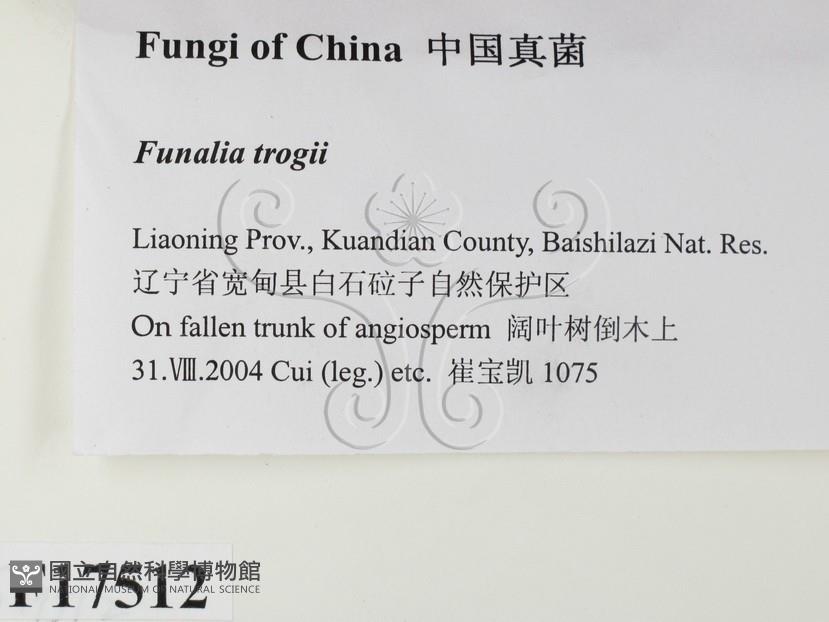 Fungi of China 中国真菌
Funalia trogii
Liaoning Prov., Kuandian County, Baishilazi Nat. Res.
辽宁省宽甸县白石砬子自然保护区
On fallen trunk of angiosperm 阔叶树倒木上
31.Ⅷ.2004 Cui (leg.) etc. 崔宝凯 1075
國立自然科學博物館
NATIONAL MUSEUM OF NATURAL SCIENCE
F17512